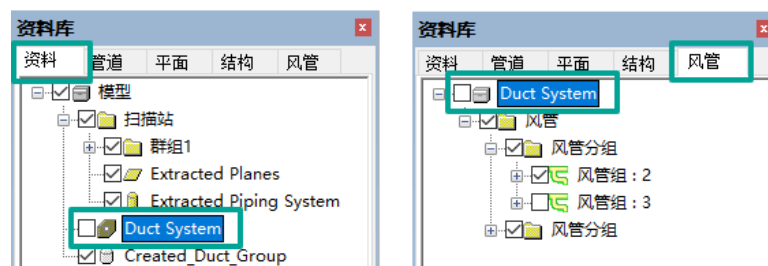 资料库
资料 管道 平面 结构 风管
模型
扫描站
群组1
Extracted Planes
Extracted Piping System
Duct System
Created_Duct_Group
资料库
资料 管道 平面 结构 风管
Duct System
风管
风管分组
风管组：2
风管组：3
风管分组